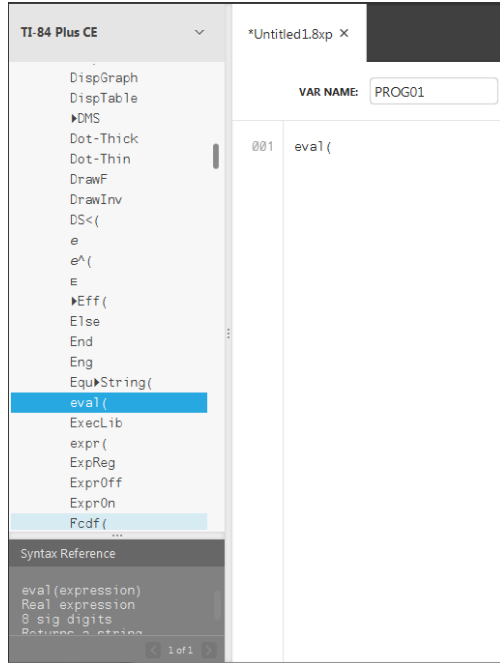 TI-84 Plus CE
*Untitled1.8xp ×
VAR NAME: PROG01
DispGraph
DispTable
►DMS
Dot-Thick
Dot-Thin
DrawF
DrawInv
DS<(
e
e^(
ᴇ
►Eff(
Else
End
Eng
Equ►String(
eval(
ExecLib
expr(
ExpReg
ExprOff
ExprOn
Fcdf(
001 eval(
Syntax Reference
eval(expression)
Real expression
8 sig digits
Returns a string
1 of 1